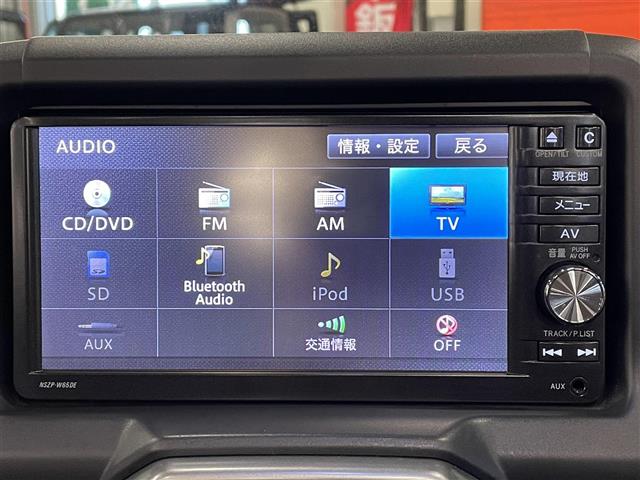 飯
AUDIO 情報・設定 戻る
CD/DVD FM AM TV
SD Bluetooth Audio iPod USB
AUX 交通情報 OFF
NSZP-W65DE
C
OPEN/TILT CUSTOM
現在地
メニュー
AV
音量 PUSH AV OFF
TRACK/P.LIST
AUX